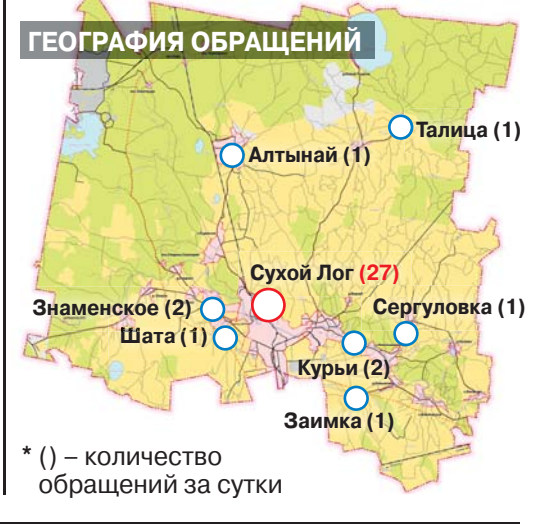 ГЕОГРАФИЯ ОБРАЩЕНИЙ
Талица (1)
Алтынай (1)
Сухой Лог (27)
Знаменское (2)
Сергуловка (1)
Шата (1)
Курьи (2)
Заимка (1)
* () – количество
обращений за сутки